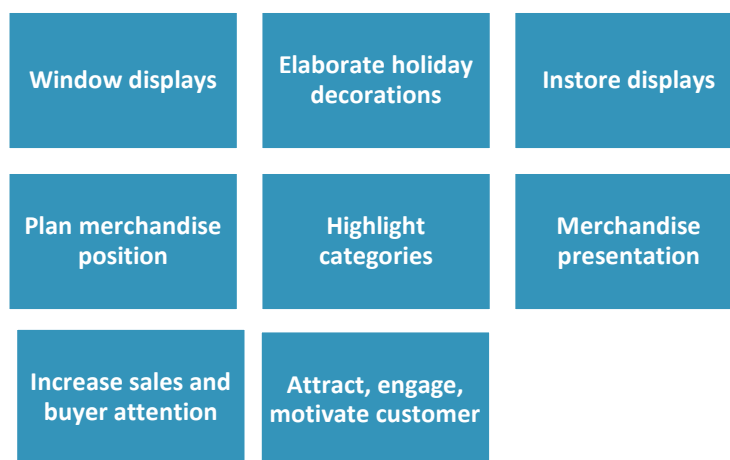 Window displays
Elaborate holiday
decorations
Instore displays
Plan merchandise
position
Highlight
categories
Merchandise
presentation
Increase sales and
buyer attention
Attract, engage,
motivate customer